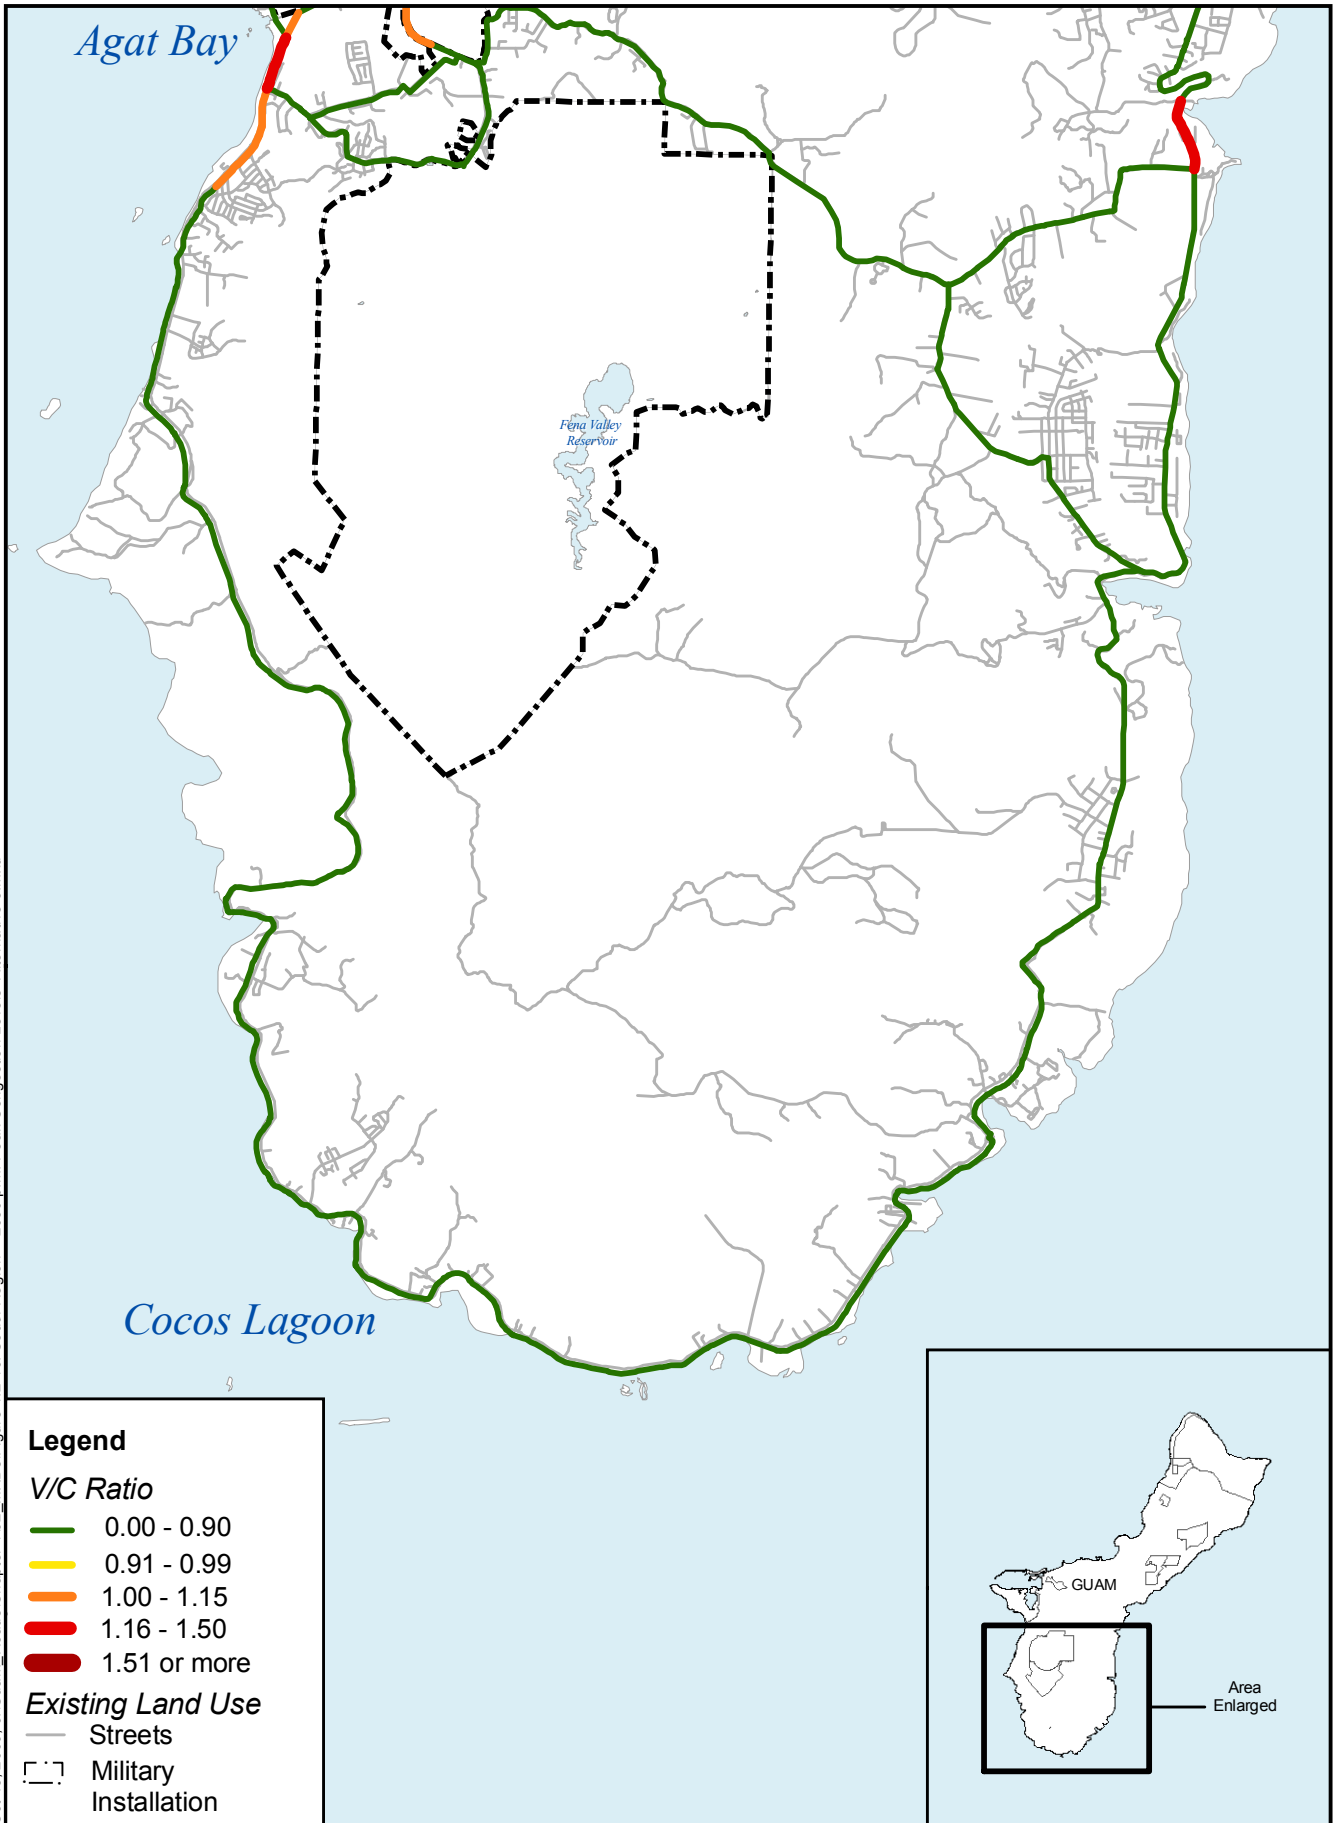 Agat Bay
Fena Valley
Reservoir
Cocos Lagoon
Legend
V/C Ratio
0.00 - 0.90
0.91 - 0.99
1.00 - 1.15
1.16 - 1.50
1.51 or more
Existing Land Use
Streets
Military
Installation
GUAM
Area
Enlarged